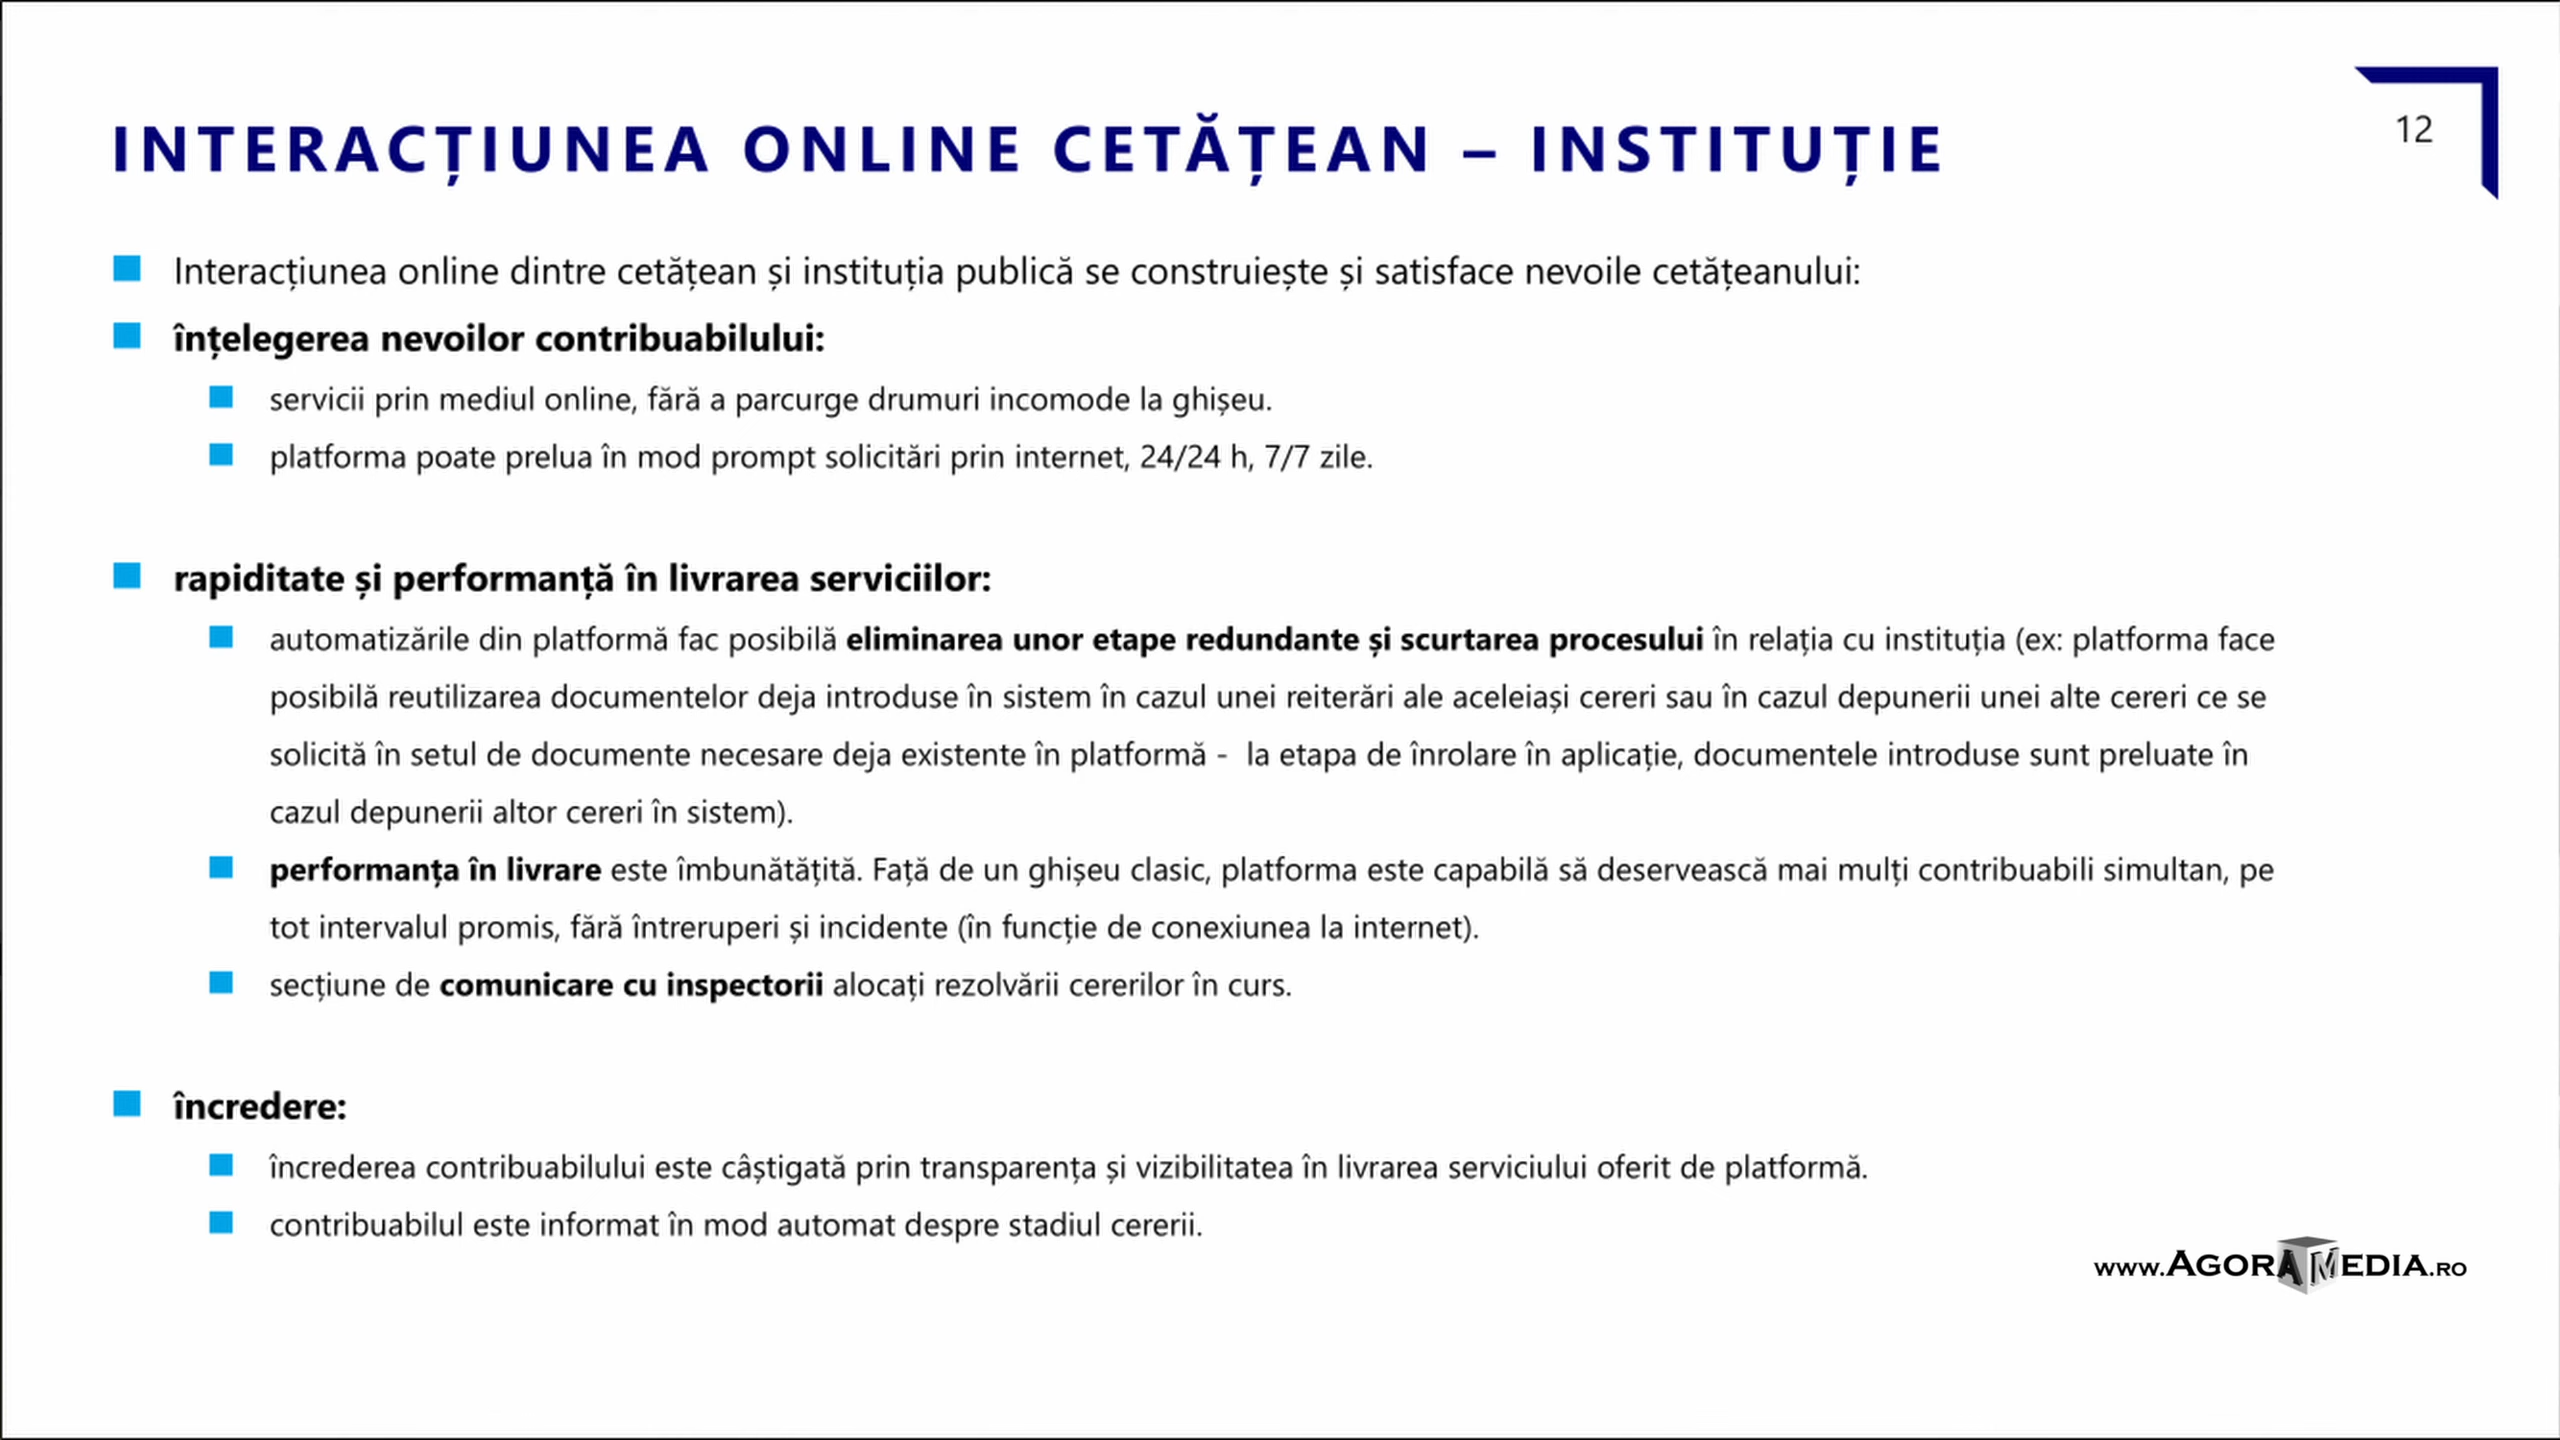 INTERACȚIUNEA ONLINE CETĂȚEAN – INSTITUȚIE
12
Interacțiunea online dintre cetățean și instituția publică se construiește și satisface nevoile cetățeanului:
înțelegerea nevoilor contribuabilului:
servicii prin mediul online, fără a parcurge drumuri incomode la ghișeu.
platforma poate prelua în mod prompt solicitări prin internet, 24/24 h, 7/7 zile.
rapiditate și performanță în livrarea serviciilor:
automatizările din platformă fac posibilă eliminarea unor etape redundante și scurtarea procesului în relația cu instituția (ex: platforma face
posibilă reutilizarea documentelor deja introduse în sistem în cazul unei reiterări ale aceleiași cereri sau în cazul depunerii unei alte cereri ce se
solicită în setul de documente necesare deja existente în platformă - la etapa de înrolare în aplicație, documentele introduse sunt preluate în
cazul depunerii altor cereri în sistem).
performanța în livrare este îmbunătățită. Față de un ghișeu clasic, platforma este capabilă să deservească mai mulți contribuabili simultan, pe
tot intervalul promis, fără întreruperi și incidente (în funcție de conexiunea la internet).
secțiune de comunicare cu inspectorii alocați rezolvării cererilor în curs.
încredere:
încrederea contribuabilului este câștigată prin transparența și vizibilitatea în livrarea serviciului oferit de platformă.
contribuabilul este informat în mod automat despre stadiul cererii.
www.AGORAMEDIA.RO